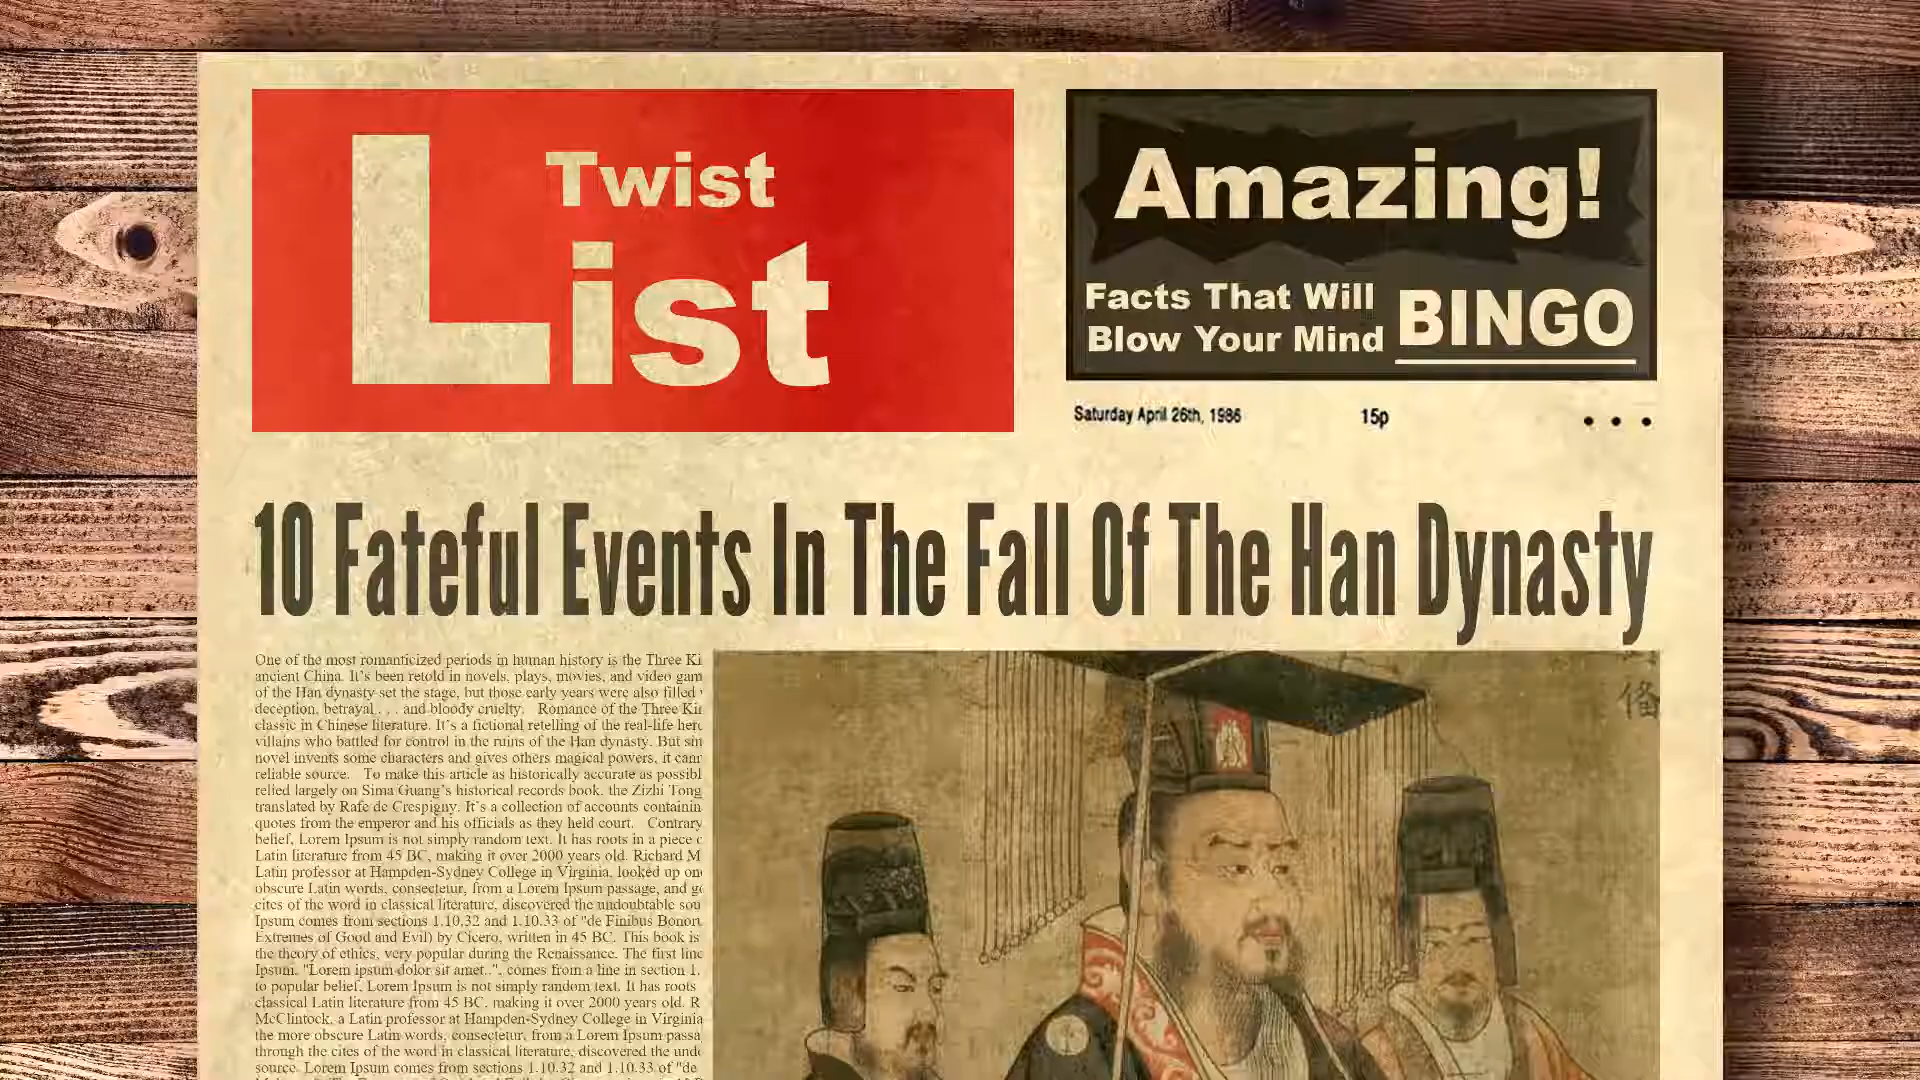 Twist
List
Amazing!
Facts That Will
Blow Your Mind
BINGO
Saturday April 26th, 1986
15p
10 Fateful Events In The Fall Of The Han Dynasty
One of the most romanticized periods in human history is the Three Ki
ancient China. It's been retold in novels, plays, movies, and video gam
of the Han dynasty set the stage, but those early years were also filled
deception, betrayal . . . and bloody cruelty. Romance of the Three Ki
classic in Chinese literature. It's a fictional retelling of the real-life hero
villains who battled for control in the ruins of the Han dynasty. But sin
novel invents some characters and gives others magical powers, it cann
reliable source. To make this article as historically accurate as possibl
relied largely on Sima Guang's historical records book, the Zizhi Tong
translated by Rafe de Crespigny. It's a collection of accounts containin
quotes from the emperor and his officials as they held court. Contrary
belief, Lorem Ipsum is not simply random text. It has roots in a piece
Latin literature from 45 BC, making it over 2000 years old. Richard M
Latin professor at Hampden-Sydney College in Virginia, looked up on
obscure Latin words, consectetur, from a Lorem Ipsum passage, and g
cites of the word in classical literature, discovered the undoubtable sou
Ipsum comes from sections 1.10.32 and 1.10.33 of "de Finibus Bonor
Extremes of Good and Evil) by Cicero, written in 45 BC. This book is
the theory of ethics, very popular during the Renaissance. The first line
Ipsum, "Lorem ipsum dolor sit amet..", comes from a line in section 1.
to popular belief, Lorem Ipsum is not simply random text. It has roots
classical Latin literature from 45 BC, making it over 2000 years old. R
McClintock, a Latin professor at Hampden-Sydney College in Virginia
the more obscure Latin words, consectetur, from a Lorem Ipsum passa
through the cites of the word in classical literature, discovered the und
source. Lorem Ipsum comes from sections 1.10.32 and 1.10.33 of "de